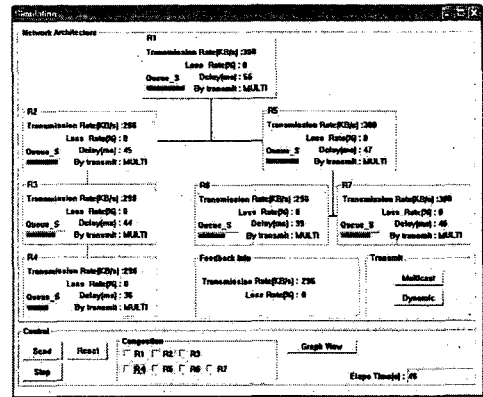 Simulation
Network Architecture
R1
Transmission Rate[KB/s] : 300
Loss Rate[%] : 0
Queue_S Delay[ms] : 55
By transmit : MULTI
R2
Transmission Rate[KB/s] : 296
Loss Rate[%] : 0
Queue_S Delay[ms] : 45
By transmit : MULTI
R5
Transmission Rate[KB/s] : 300
Loss Rate[%] : 0
Queue_S Delay[ms] : 47
By transmit : MULTI
R3
Transmission Rate[KB/s] : 298
Loss Rate[%] : 0
Queue_S Delay[ms] : 44
By transmit : MULTI
R6
Transmission Rate[KB/s] : 298
Loss Rate[%] : 0
Queue_S Delay[ms] : 39
By transmit : MULTI
R7
Transmission Rate[KB/s] : 300
Loss Rate[%] : 0
Queue_S Delay[ms] : 46
By transmit : MULTI
R4
Transmission Rate[KB/s] : 296
Loss Rate[%] : 0
Queue_S Delay[ms] : 36
By transmit : MULTI
Feedback Info
Transmission Rate[KB/s] : 296
Loss Rate[%] : 0
Transmit
Multicast
Dynamic
Control
Send Reset
Stop
Congestion
R1 R2 R3
R4 R5 R6 R7
Graph View
Elaps Time[s] : 46